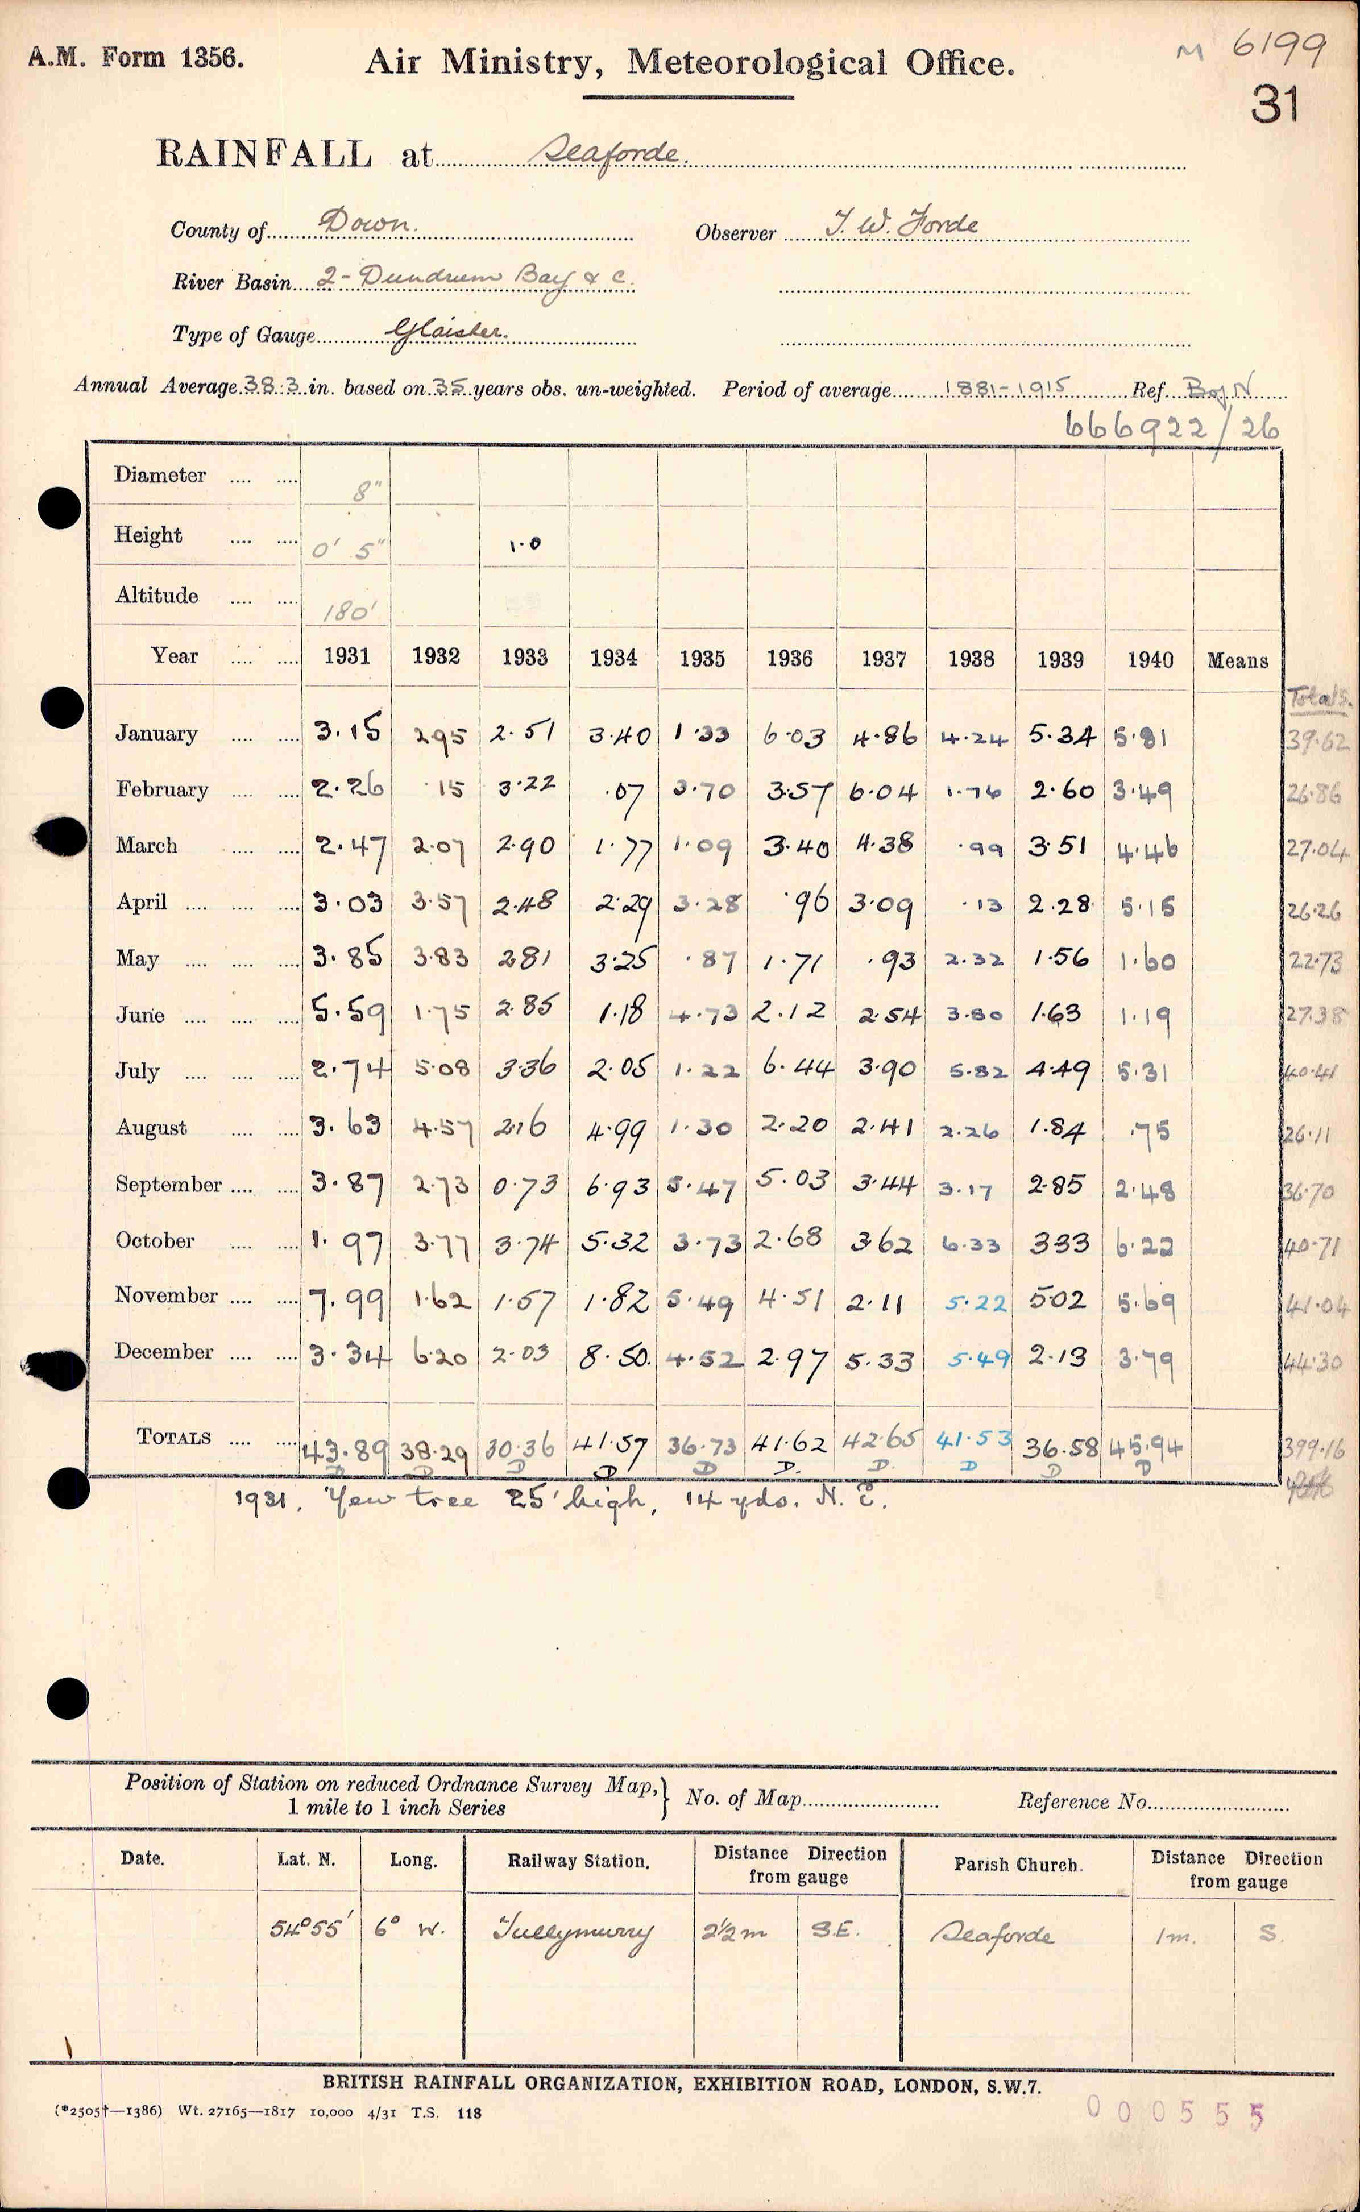 A.M. Form 1356.
Air Ministry, Meteorological Office.
M 6199
31
RAINFALL at Seaforde.
County of Down. Observer T. W. Forde
River Basin 2- Dundrum Bay & c.
Type of Gauge Glaisher.
Annual Average 38.3 in. based on 35 years obs. un-weighted. Period of average 1881-1915 Ref.
666922/26
Diameter 8"
Height 0' 5" 1.0
Altitude 180'
Year 1931 1932 1933 1934 1935 1936 1937 1938 1939 1940 Means
Totals.
January 3.15 2.95 2.51 3.40 1.33 6.03 4.86 4.24 5.34 5.81 39.62
February 2.26 .15 3.22 .07 3.70 3.57 6.04 1.76 2.60 3.49 26.86
March 2.47 2.07 2.90 1.77 1.09 3.40 4.38 .99 3.51 4.46 27.04
April 3.03 3.57 2.48 2.29 3.28 .96 3.09 .13 2.28 5.15 26.26
May 3.85 3.83 2.81 3.25 .87 1.71 .93 2.32 1.56 1.60 22.73
June 5.59 1.75 2.85 1.18 4.73 2.12 2.54 3.80 1.63 1.19 27.38
July 2.74 5.08 3.36 2.05 1.22 6.44 3.90 5.82 4.49 5.31 40.41
August 3.63 4.57 2.16 4.99 1.30 2.20 2.41 2.26 1.84 .75 26.11
September 3.87 2.73 0.73 6.93 5.47 5.03 3.44 3.17 2.85 2.48 36.70
October 1.97 3.77 3.74 5.32 3.73 2.68 3.62 6.33 3.33 6.22 40.71
November 7.99 1.62 1.57 1.82 5.49 4.51 2.11 5.22 5.02 5.69 41.04
December 3.34 6.20 2.03 8.50 4.52 2.97 5.33 5.49 2.13 3.79 44.30
TOTALS 43.89 38.29 30.36 41.57 36.73 41.62 42.65 41.53 36.58 45.94 399.16
D D D D D D. D D D D
1931. Yew tree 25' high, 14 yds. N.E.
Position of Station on reduced Ordnance Survey Map, 1 mile to 1 inch Series } No. of Map Reference No.
Date. Lat. N. Long. Railway Station. Distance Direction from gauge Parish Church. Distance Direction from gauge
54° 55' 6° W. Tullymurry 2½m S.E. Seaforde 1m. S.
BRITISH RAINFALL ORGANIZATION, EXHIBITION ROAD, LONDON, S.W.7.
(*2505†—1386) Wt. 27165—1817 10,000 4/31 T.S. 118
000555